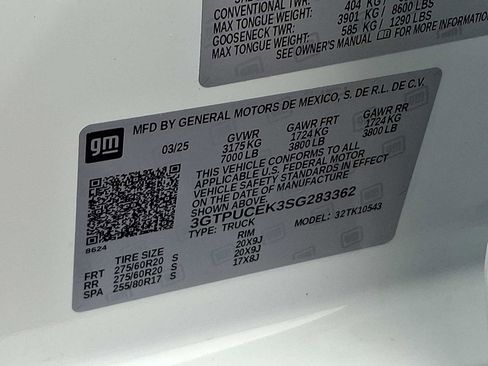 CONVENTIONAL TWR: 3901 KG / 8600 LBS
MAX TONGUE WEIGHT:
GOOSENECK TWR:
MAX TONGUE WEIGHT: 585 KG / 1290 LBS
SEE OWNER'S MANUAL FOR MORE INFORMATION
gm
MFD BY GENERAL MOTORS DE MEXICO, S. DE R.L. DE C.V.
03/25 GVWR GAWR FRT GAWR RR
3175 KG 1724 KG 1724 KG
7000 LB 3800 LB 3800 LB
THIS VEHICLE CONFORMS TO ALL
APPLICABLE U.S. FEDERAL MOTOR
VEHICLE SAFETY STANDARDS IN EFFECT
ON THE DATE OF MANUFACTURE SHOWN ABOVE.
3GTPUCEK3SG283362
TYPE: TRUCK MODEL: 32TK10543
8624
TIRE SIZE RIM
FRT 275/60R20 S 20X9J
RR 275/60R20 S 20X9J
SPA 255/80R17 S 17X8J